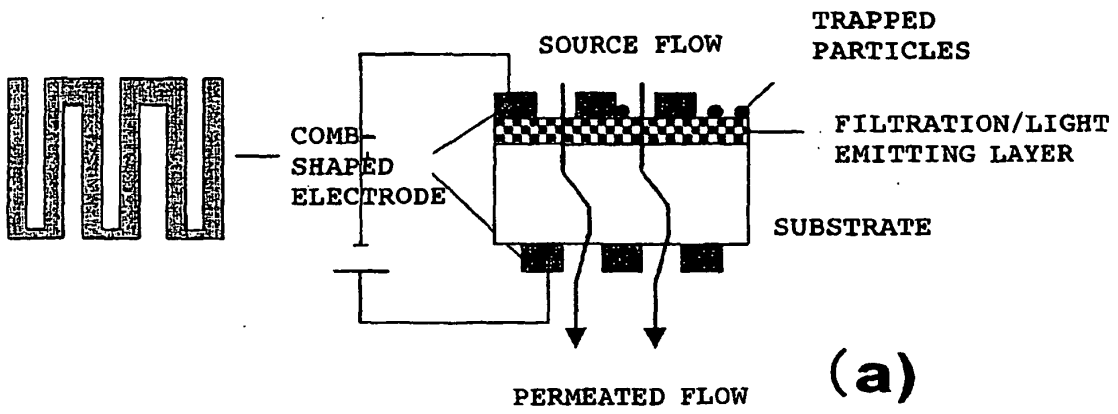 TRAPPED
PARTICLES
SOURCE FLOW
COMB
SHAPED
ELECTRODE
FILTRATION/LIGHT
EMITTING LAYER
SUBSTRATE
PERMEATED FLOW
(a)